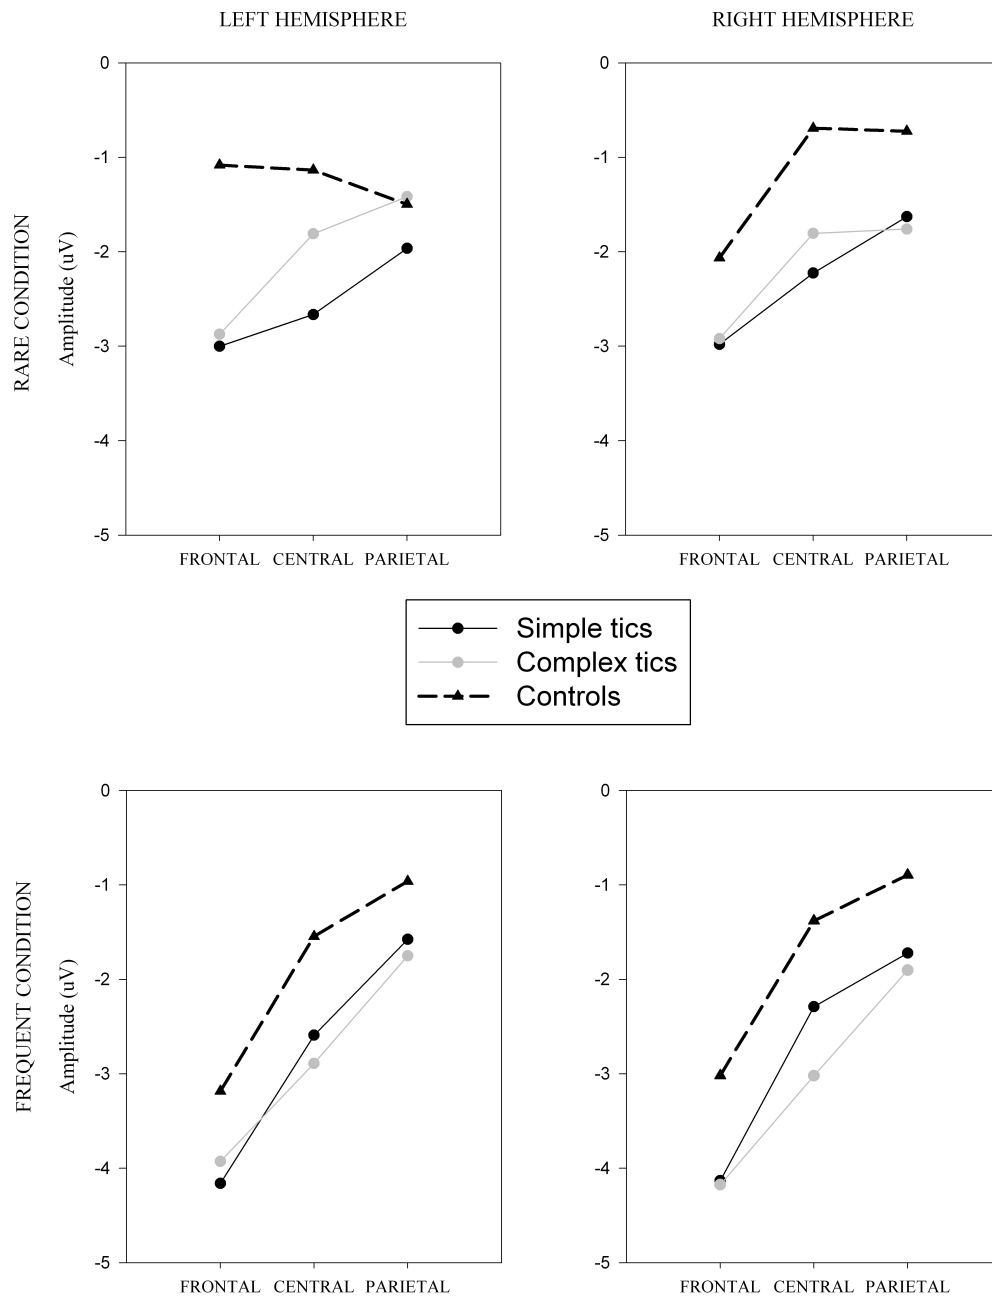 LEFT HEMISPHERE
RIGHT HEMISPHERE
RARE CONDITION
Amplitude (uV)
0
-1
-2
-3
-4
-5
FRONTAL CENTRAL PARIETAL
0
-1
-2
-3
-4
-5
FRONTAL CENTRAL PARIETAL
Simple tics
Complex tics
Controls
FREQUENT CONDITION
Amplitude (uV)
0
-1
-2
-3
-4
-5
FRONTAL CENTRAL PARIETAL
0
-1
-2
-3
-4
-5
FRONTAL CENTRAL PARIETAL